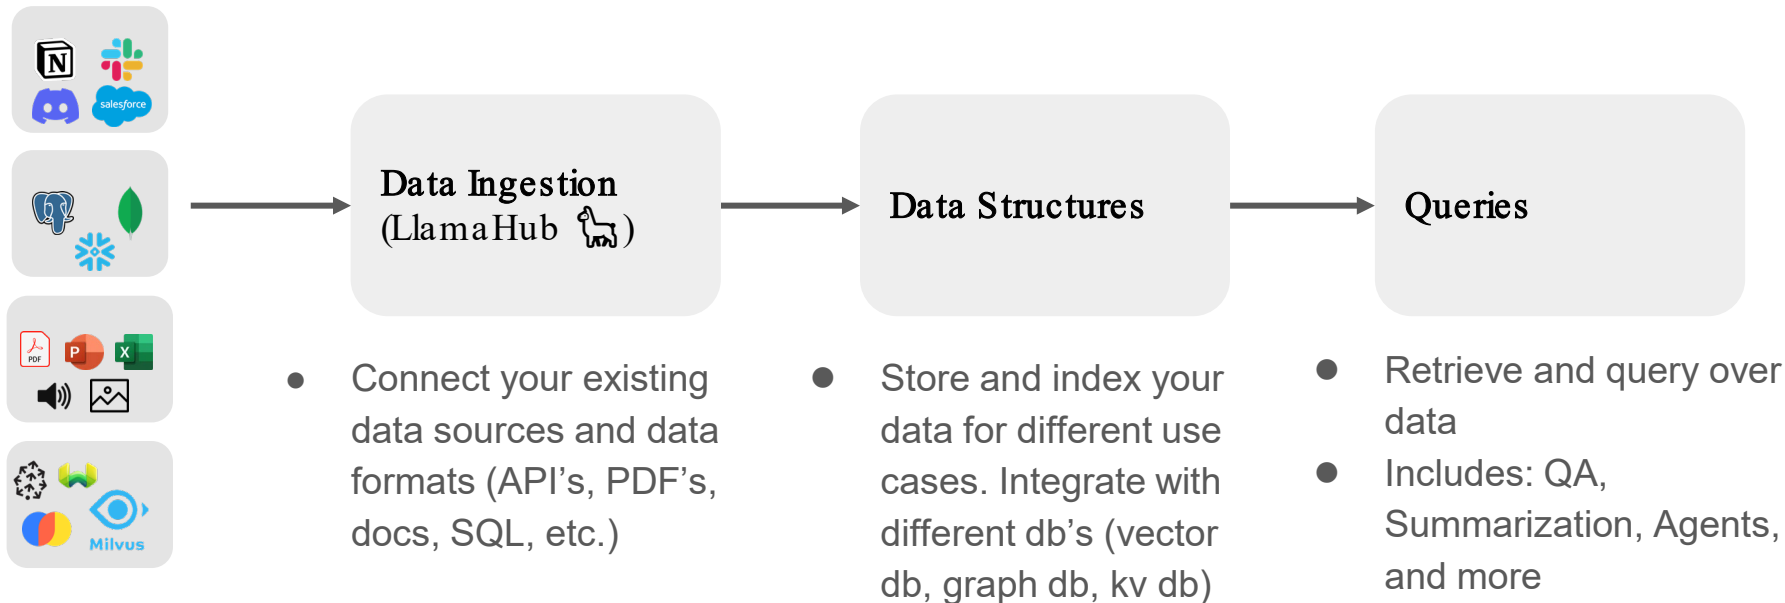 N
salesforce
PDF
P
X
Milvus
Data Ingestion
(LlamaHub )
Data Structures
Queries
● Connect your existing
data sources and data
formats (API’s, PDF’s,
docs, SQL, etc.)
● Store and index your
data for different use
cases. Integrate with
different db’s (vector
db, graph db, kv db)
● Retrieve and query over
data
● Includes: QA,
Summarization, Agents,
and more